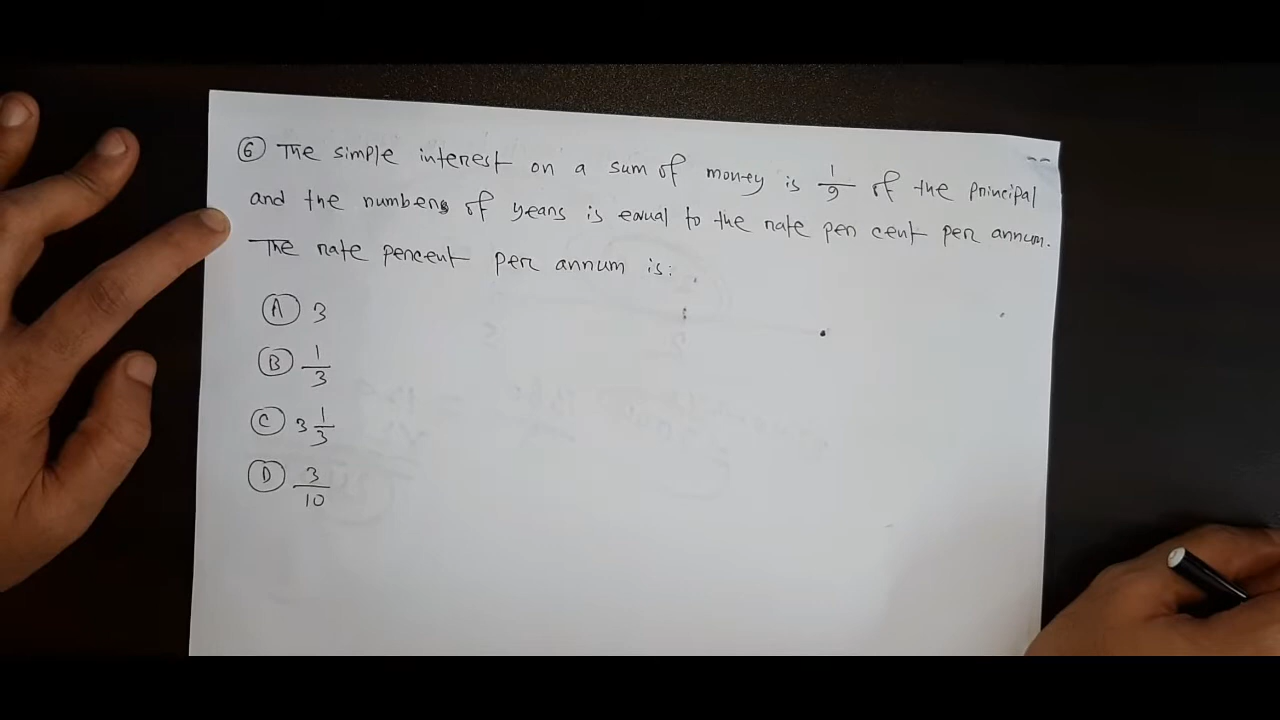 ⑥ The simple interest on a sum of money is 1/9 of the principal
and the numbers of years is equal to the rate per cent per annum.
The rate percent per annum is:
Ⓐ 3
Ⓑ 1/3
Ⓒ 3 1/3
Ⓓ 3/10